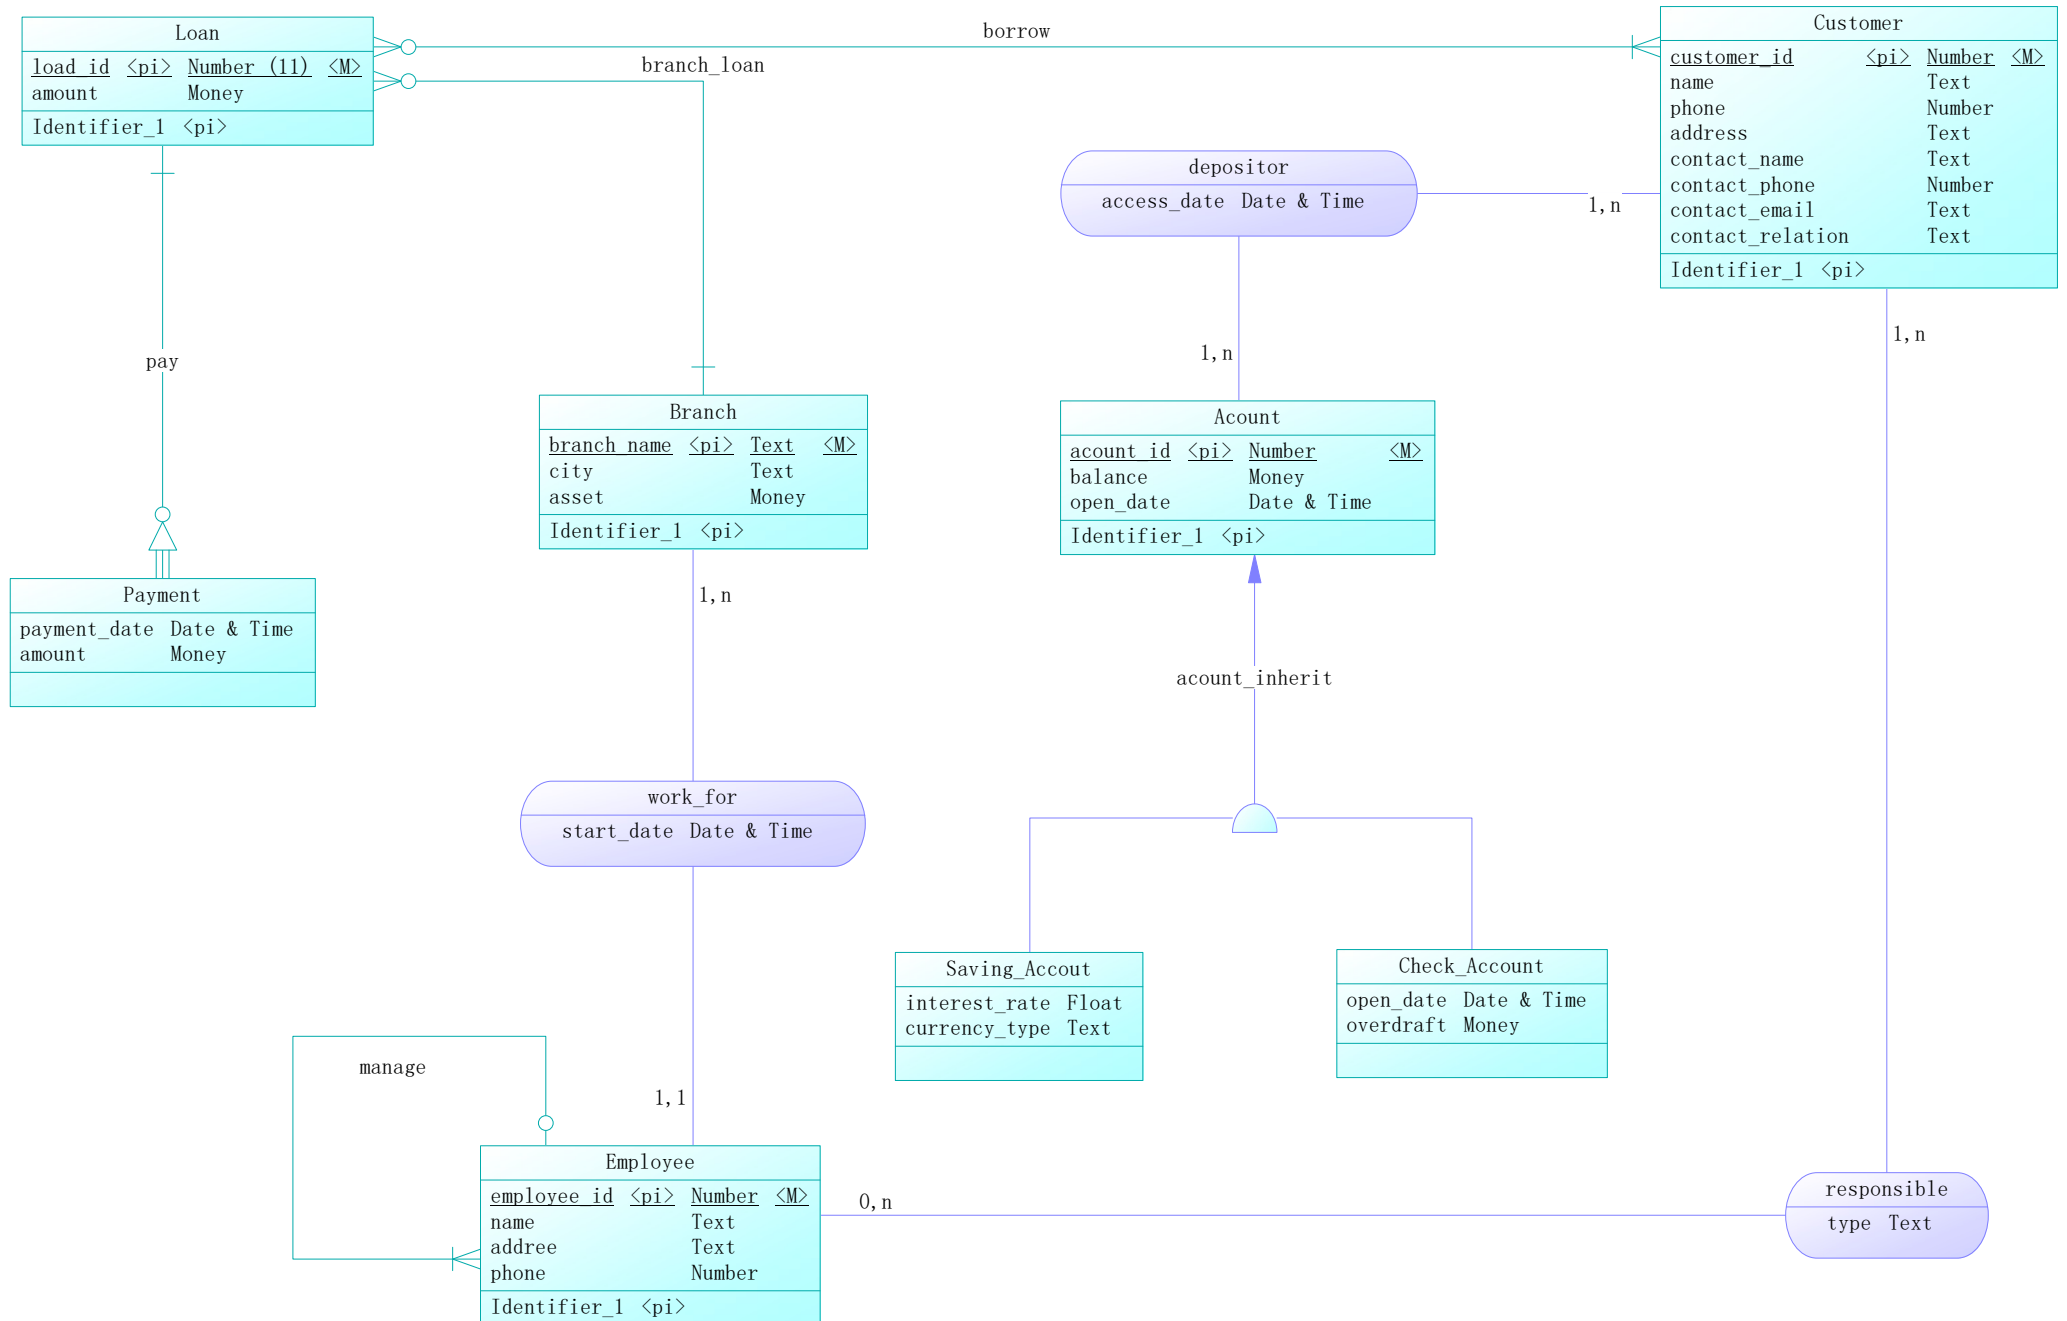 Loan
load_id <pi> Number (11) <M>
amount Money
Identifier_1 <pi>
borrow
branch_loan
Customer
customer_id <pi> Number <M>
name Text
phone Number
address Text
contact_name Text
contact_phone Number
contact_email Text
contact_relation Text
Identifier_1 <pi>
depositor
access_date Date & Time
1,n
1,n
1,n
pay
Branch
branch_name <pi> Text <M>
city Text
asset Money
Identifier_1 <pi>
Acount
acount_id <pi> Number <M>
balance Money
open_date Date & Time
Identifier_1 <pi>
Payment
payment_date Date & Time
amount Money
1,n
acount_inherit
work_for
start_date Date & Time
Saving_Accout
interest_rate Float
currency_type Text
Check_Account
open_date Date & Time
overdraft Money
manage
1,1
Employee
employee_id <pi> Number <M>
name Text
addree Text
phone Number
Identifier_1 <pi>
0,n
responsible
type Text